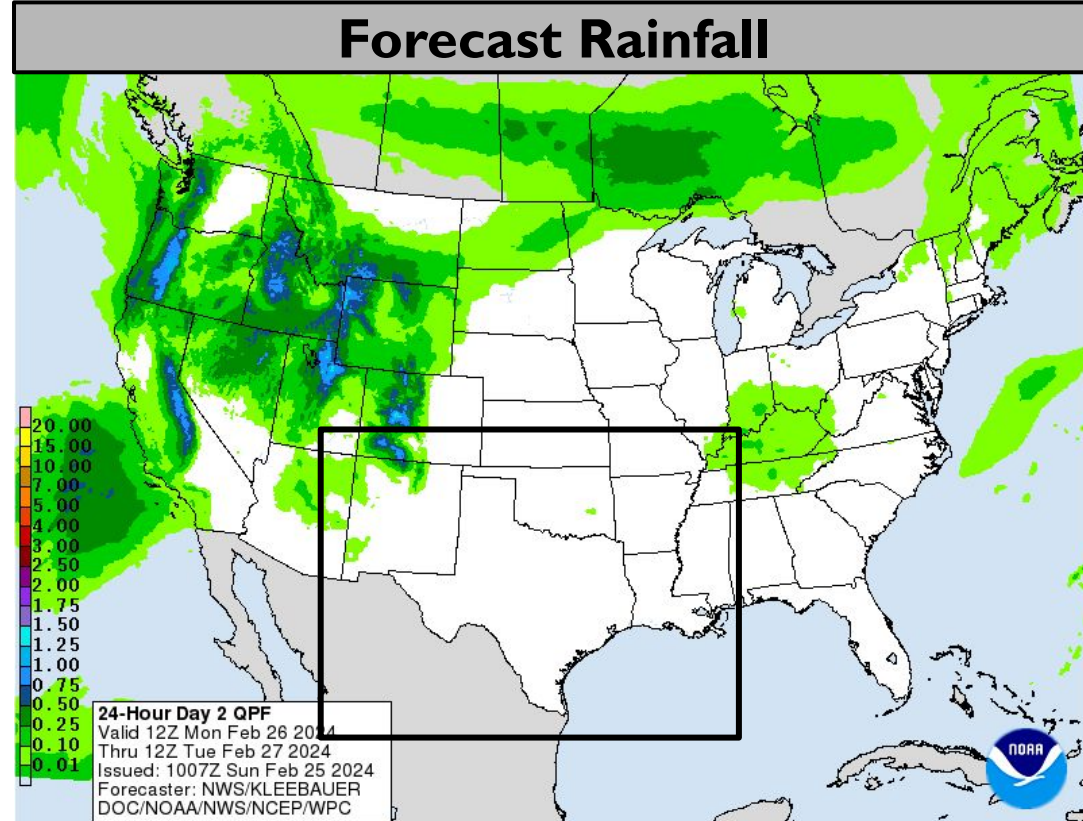 Forecast Rainfall
20.00
15.00
10.00
7.00
5.00
4.00
3.00
2.50
2.00
1.75
1.50
1.25
1.00
0.75
0.50
0.25
0.10
0.01
24-Hour Day 2 QPF
Valid 12Z Mon Feb 26 2024
Thru 12Z Tue Feb 27 2024
Issued: 1007Z Sun Feb 25 2024
Forecaster: NWS/KLEEBAUER
DOC/NOAA/NWS/NCEP/WPC
NOAA